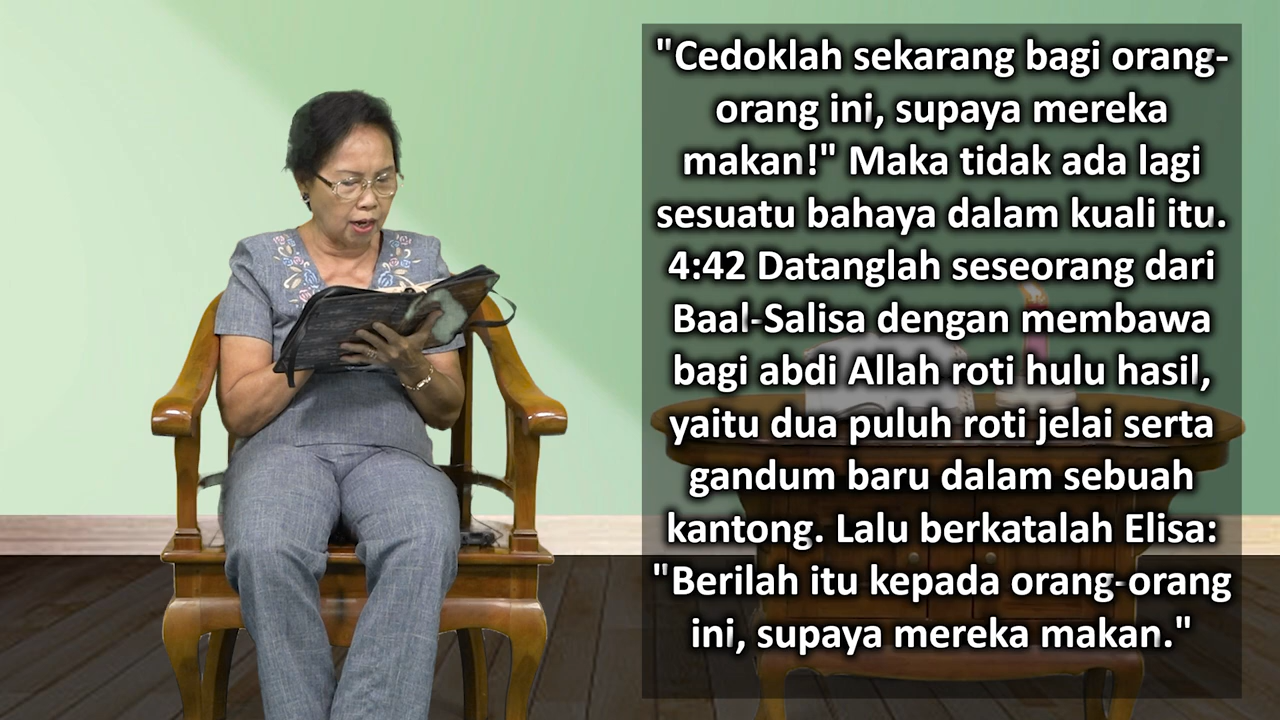 "Cedoklah sekarang bagi orang-
orang ini, supaya mereka
makan!" Maka tidak ada lagi
sesuatu bahaya dalam kuali itu.
4:42 Datanglah seseorang dari
Baal-Salisa dengan membawa
bagi abdi Allah roti hulu hasil,
yaitu dua puluh roti jelai serta
gandum baru dalam sebuah
kantong. Lalu berkatalah Elisa:
"Berilah itu kepada orang-orang
ini, supaya mereka makan."